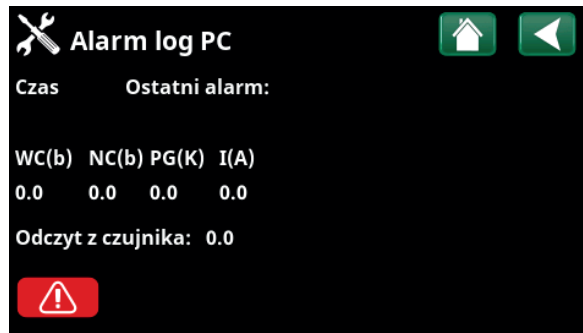 Alarm log PC
Czas Ostatni alarm:
WC(b) NC(b) PG(K) I(A)
0.0 0.0 0.0 0.0
Odczyt z czujnika: 0.0